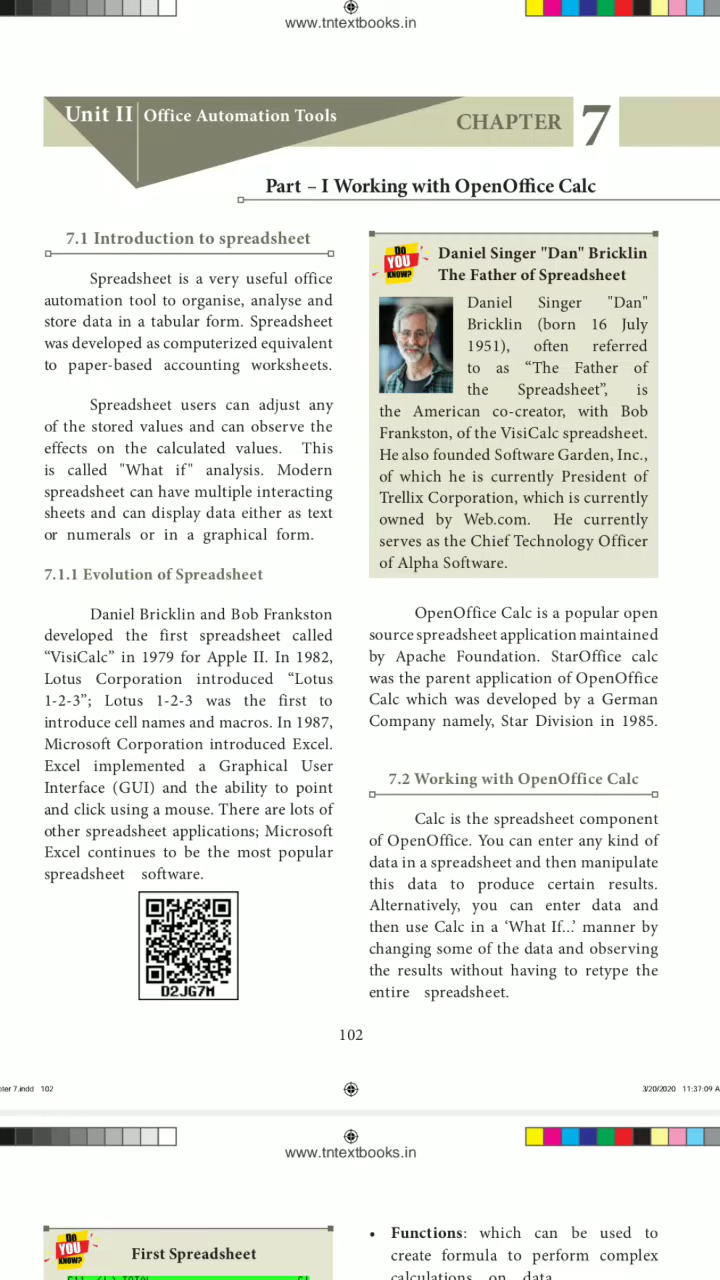 www.tntextbooks.in
Unit II Office Automation Tools
CHAPTER 7
Part – I Working with OpenOffice Calc
7.1 Introduction to spreadsheet
Spreadsheet is a very useful office
automation tool to organise, analyse and
store data in a tabular form. Spreadsheet
was developed as computerized equivalent
to paper-based accounting worksheets.
Spreadsheet users can adjust any
of the stored values and can observe the
effects on the calculated values. This
is called "What if" analysis. Modern
spreadsheet can have multiple interacting
sheets and can display data either as text
or numerals or in a graphical form.
7.1.1 Evolution of Spreadsheet
Daniel Bricklin and Bob Frankston
developed the first spreadsheet called
“VisiCalc” in 1979 for Apple II. In 1982,
Lotus Corporation introduced “Lotus
1-2-3”; Lotus 1-2-3 was the first to
introduce cell names and macros. In 1987,
Microsoft Corporation introduced Excel.
Excel implemented a Graphical User
Interface (GUI) and the ability to point
and click using a mouse. There are lots of
other spreadsheet applications; Microsoft
Excel continues to be the most popular
spreadsheet software.
D2JG7M
DO
YOU
KNOW?
Daniel Singer "Dan" Bricklin
The Father of Spreadsheet
Daniel Singer "Dan"
Bricklin (born 16 July
1951), often referred
to as “The Father of
the Spreadsheet”, is
the American co-creator, with Bob
Frankston, of the VisiCalc spreadsheet.
He also founded Software Garden, Inc.,
of which he is currently President of
Trellix Corporation, which is currently
owned by Web.com. He currently
serves as the Chief Technology Officer
of Alpha Software.
OpenOffice Calc is a popular open
source spreadsheet application maintained
by Apache Foundation. StarOffice calc
was the parent application of OpenOffice
Calc which was developed by a German
Company namely, Star Division in 1985.
7.2 Working with OpenOffice Calc
Calc is the spreadsheet component
of OpenOffice. You can enter any kind of
data in a spreadsheet and then manipulate
this data to produce certain results.
Alternatively, you can enter data and
then use Calc in a ‘What If...’ manner by
changing some of the data and observing
the results without having to retype the
entire spreadsheet.
102
pter 7.indd 102
3/20/2020 11:37:09 A
www.tntextbooks.in
DO
YOU
KNOW?
First Spreadsheet
• Functions: which can be used to
create formula to perform complex
calculations on data